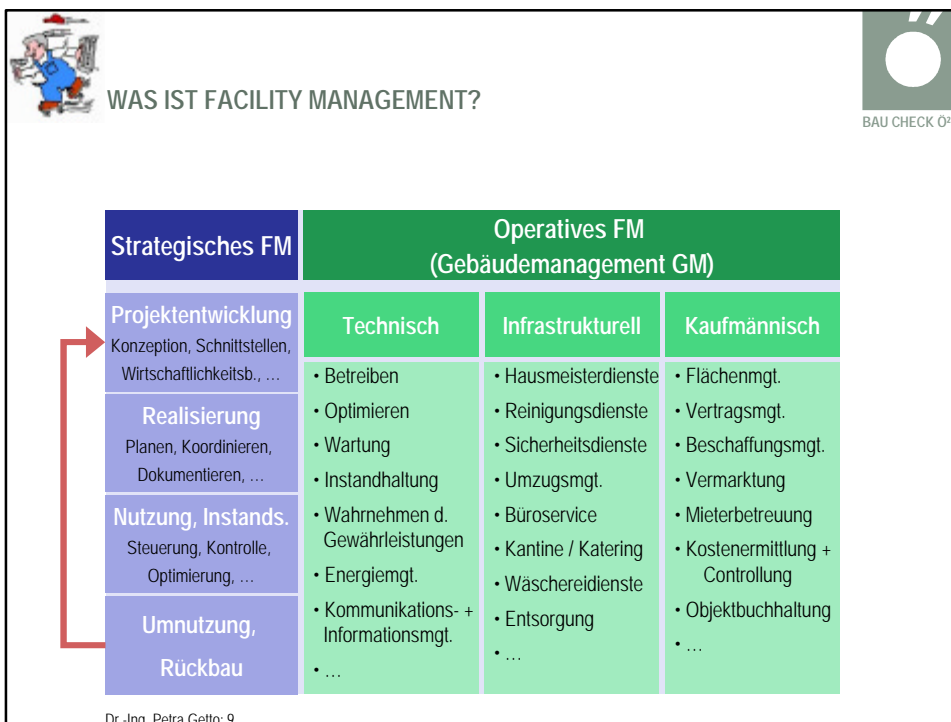 WAS IST FACILITY MANAGEMENT?
BAU CHECK Ö²
Strategisches FM
Operatives FM
(Gebäudemanagement GM)
Projektentwicklung
Konzeption, Schnittstellen,
Wirtschaftlichkeitsb., …
Realisierung
Planen, Koordinieren,
Dokumentieren, …
Nutzung, Instands.
Steuerung, Kontrolle,
Optimierung, …
Umnutzung,
Rückbau
Technisch
• Betreiben
• Optimieren
• Wartung
• Instandhaltung
• Wahrnehmen d.
Gewährleistungen
• Energiemgt.
• Kommunikations- +
Informationsmgt.
• …
Infrastrukturell
• Hausmeisterdienste
• Reinigungsdienste
• Sicherheitsdienste
• Umzugsmgt.
• Büroservice
• Kantine / Katering
• Wäschereidienste
• Entsorgung
• …
Kaufmännisch
• Flächenmgt.
• Vertragsmgt.
• Beschaffungsmgt.
• Vermarktung
• Mieterbetreuung
• Kostenermittlung +
Controllung
• Objektbuchhaltung
• …
Dr.-Ing. Petra Getto: 9